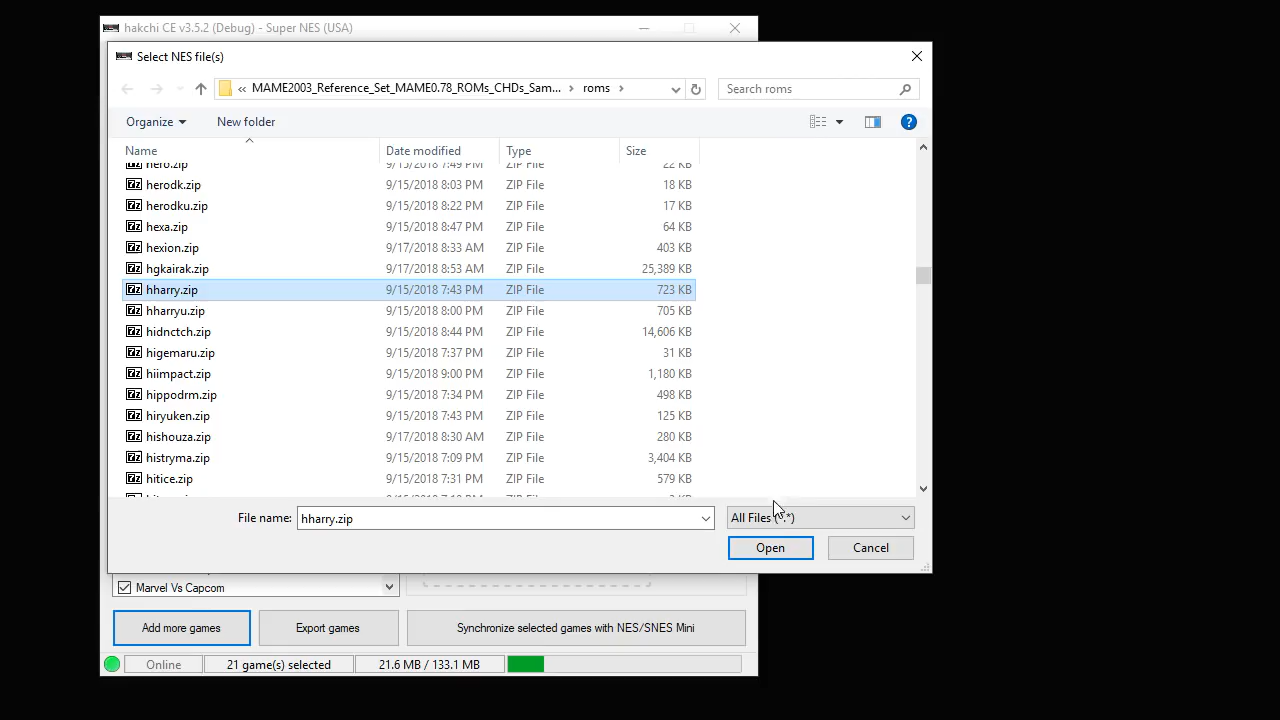 hakchi CE v3.5.2 (Debug) - Super NES (USA)
Select NES file(s)
« MAME2003_Reference_Set_MAME0.78_ROMs_CHDs_Sam... > roms >
Search roms
Organize
New folder
Name Date modified Type Size
hero.zip 9/15/2018 7:49 PM ZIP File 22 KB
herodk.zip 9/15/2018 8:03 PM ZIP File 18 KB
herodku.zip 9/15/2018 8:22 PM ZIP File 17 KB
hexa.zip 9/15/2018 8:47 PM ZIP File 64 KB
hexion.zip 9/17/2018 8:33 AM ZIP File 403 KB
hgkairak.zip 9/17/2018 8:53 AM ZIP File 25,389 KB
hharry.zip 9/15/2018 7:43 PM ZIP File 723 KB
hharryu.zip 9/15/2018 8:00 PM ZIP File 705 KB
hidnctch.zip 9/15/2018 8:44 PM ZIP File 14,606 KB
higemaru.zip 9/15/2018 7:37 PM ZIP File 31 KB
hiimpact.zip 9/15/2018 9:00 PM ZIP File 1,180 KB
hippodrm.zip 9/15/2018 7:34 PM ZIP File 498 KB
hiryuken.zip 9/15/2018 7:43 PM ZIP File 125 KB
hishouza.zip 9/17/2018 8:30 AM ZIP File 280 KB
histryma.zip 9/15/2018 7:09 PM ZIP File 3,404 KB
hitice.zip 9/15/2018 7:31 PM ZIP File 579 KB
File name: hharry.zip
All Files (*.*)
Open
Cancel
Marvel Vs Capcom
Add more games
Export games
Synchronize selected games with NES/SNES Mini
Online
21 game(s) selected
21.6 MB / 133.1 MB